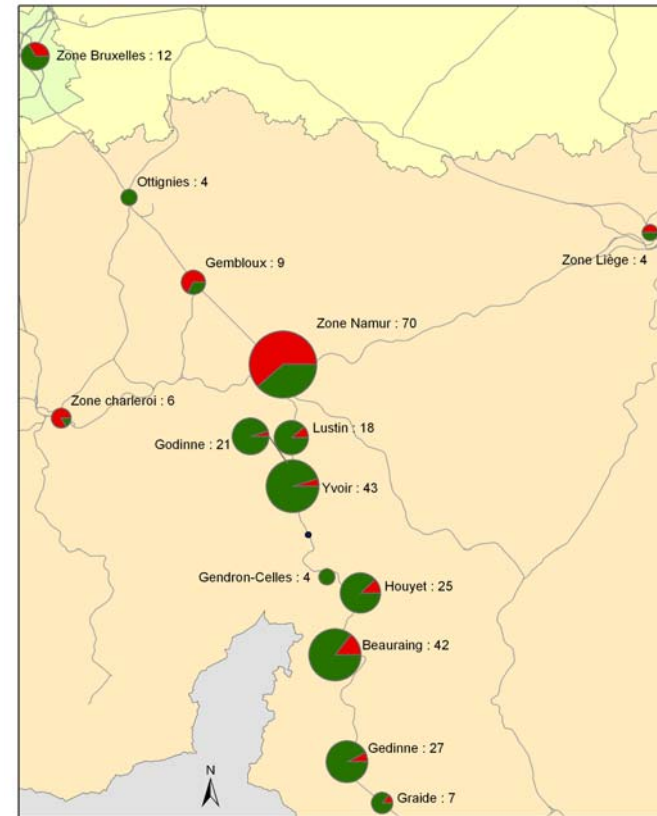 Zone Bruxelles : 12
Ottignies : 4
Zone Liège : 4
Gembloux : 9
Zone Namur : 70
Zone charleroi : 6
Lustin : 18
Godinne : 21
Yvoir : 43
Gendron-Celles : 4
Houyet : 25
Beauraing : 42
Gedinne : 27
N
Graide : 7